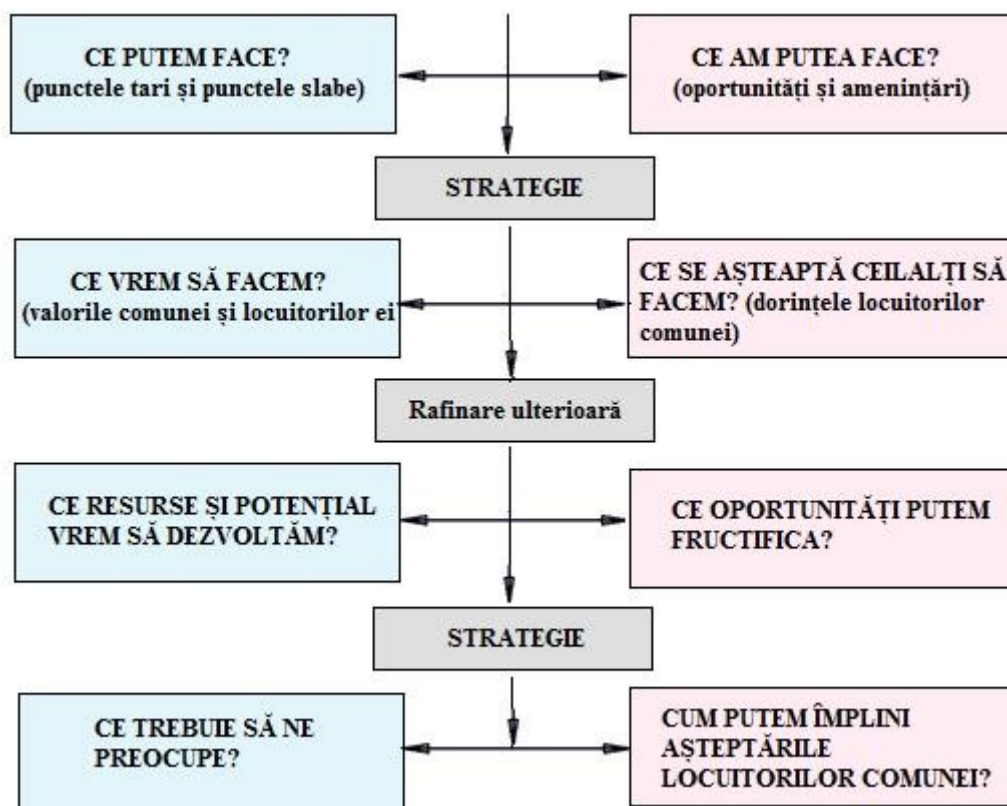 CE PUTEM FACE?
(punctele tari și punctele slabe)
CE AM PUTEA FACE?
(oportunități și amenințări)
STRATEGIE
CE VREM SĂ FACEM?
(valorile comunei și locuitorilor ei
CE SE AȘTEAPTĂ CEILALȚI SĂ
FACEM? (dorințele locuitorilor
comunei)
Rafinare ulterioară
CE RESURSE ȘI POTENȚIAL
VREM SĂ DEZVOLTĂM?
CE OPORTUNITĂȚI PUTEM
FRUCTIFICA?
STRATEGIE
CE TREBUIE SĂ NE
PREOCUPE?
CUM PUTEM ÎMPLINI
AȘTEPTĂRILE
LOCUITORILOR COMUNEI?